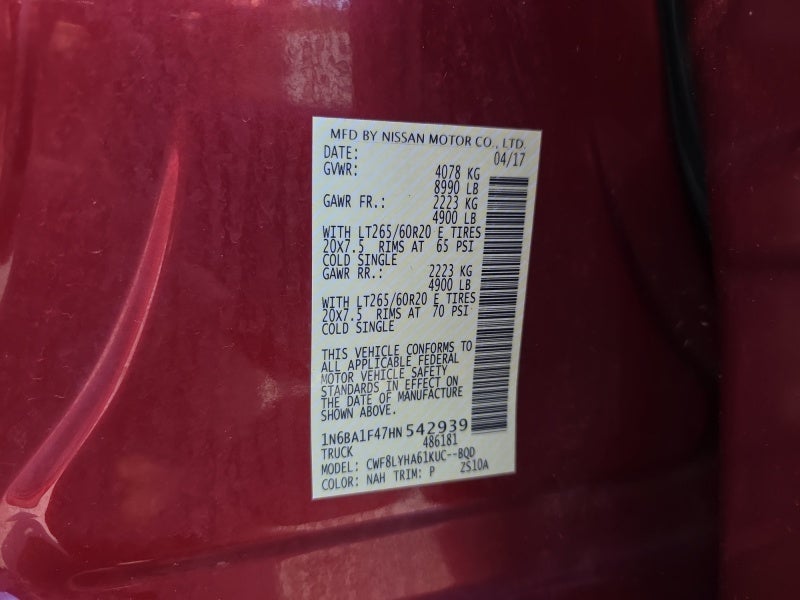 MFD BY NISSAN MOTOR CO., LTD.
DATE: 04/17
GVWR: 4078 KG
8990 LB
GAWR FR.: 2223 KG
4900 LB
WITH LT265/60R20 E TIRES
20x7.5 RIMS AT 65 PSI
COLD SINGLE
GAWR RR.: 2223 KG
4900 LB
WITH LT265/60R20 E TIRES
20x7.5 RIMS AT 70 PSI
COLD SINGLE
THIS VEHICLE CONFORMS TO
ALL APPLICABLE FEDERAL
MOTOR VEHICLE SAFETY
STANDARDS IN EFFECT ON
THE DATE OF MANUFACTURE
SHOWN ABOVE.
1N6BA1F47HN 542939
TRUCK 486181
MODEL: CWF8LYHA61KUC--BQD
COLOR: NAH TRIM: P 2S10A